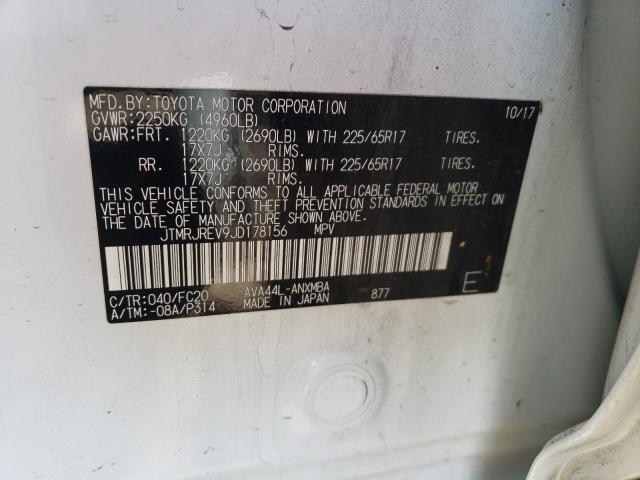 MFD. BY: TOYOTA MOTOR CORPORATION 10/17
GVWR: 2250KG (4960LB)
GAWR: FRT. 1220KG (2690LB) WITH 225/65R17 TIRES.
17X7J RIMS.
RR. 1220KG (2690LB) WITH 225/65R17 TIRES.
17X7J RIMS.
THIS VEHICLE CONFORMS TO ALL APPLICABLE FEDERAL MOTOR
VEHICLE SAFETY AND THEFT PREVENTION STANDARDS IN EFFECT ON
THE DATE OF MANUFACTURE SHOWN ABOVE.
JTMRJREV9JD178156 MPV
C/TR: 040/FC20 AVA44L-ANXMBA
A/TM: -08A/P314 MADE IN JAPAN 877
E